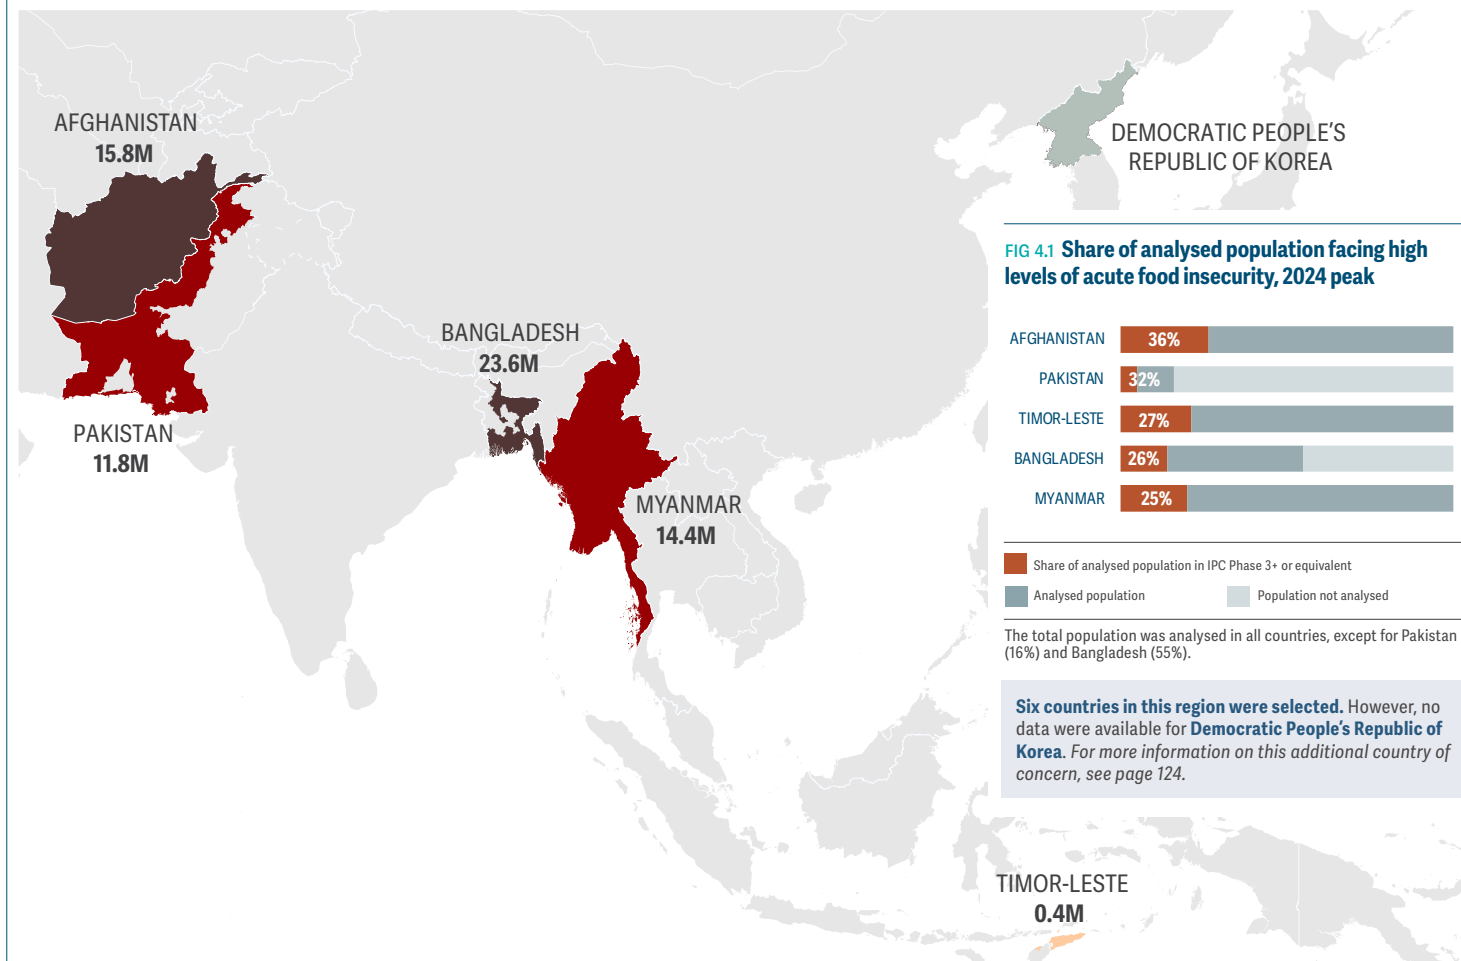 AFGHANISTAN
15.8M
PAKISTAN
11.8M
BANGLADESH
23.6M
MYANMAR
14.4M
DEMOCRATIC PEOPLE'S
REPUBLIC OF KOREA
TIMOR-LESTE
0.4M
FIG 4.1 Share of analysed population facing high
levels of acute food insecurity, 2024 peak
AFGHANISTAN 36%
PAKISTAN 32%
TIMOR-LESTE 27%
BANGLADESH 26%
MYANMAR 25%
Share of analysed population in IPC Phase 3+ or equivalent
Analysed population Population not analysed
The total population was analysed in all countries, except for Pakistan
(16%) and Bangladesh (55%).
Six countries in this region were selected. However, no
data were available for Democratic People's Republic of
Korea. For more information on this additional country of
concern, see page 124.